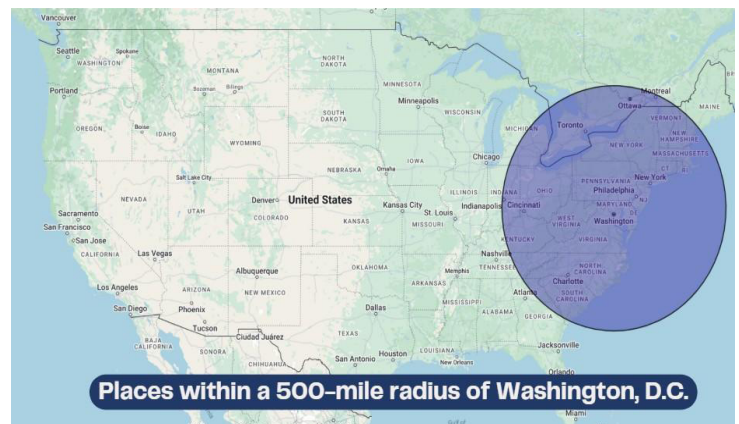 Vancouver
Seattle
Spokane
WASHINGTON
Portland
OREGON
Boise
IDAHO
MONTANA
Bozeman
Billings
WYOMING
NORTH
DAKOTA
SOUTH
DAKOTA
MINNESOTA
Minneapolis
WISCONSIN
MICHIGAN
Toronto
Ottawa
Montreal
MAINE
VERMONT
NEW
HAMPSHIRE
MASSACHUSETTS
NEW YORK
CT
RI
Chicago
IOWA
NEBRASKA
Omaha
Salt Lake City
NEVADA
UTAH
Denver
COLORADO
United States
KANSAS
Kansas City
MISSOURI
St. Louis
ILLINOIS
INDIANA
Indianapolis
OHIO
Cincinnati
PENNSYLVANIA
New York
Philadelphia
MARYLAND
NJ
DE
Washington
WEST
VIRGINIA
VIRGINIA
KENTUCKY
Sacramento
San Francisco
San Jose
CALIFORNIA
Las Vegas
Los Angeles
San Diego
ARIZONA
Phoenix
Tucson
Albuquerque
NEW MEXICO
Ciudad Juárez
OKLAHOMA
ARKANSAS
Nashville
TENNESSEE
Memphis
NORTH
CAROLINA
Charlotte
SOUTH
CAROLINA
Atlanta
GEORGIA
ALABAMA
MISSISSIPPI
Dallas
TEXAS
LOUISIANA
Houston
San Antonio
New Orleans
Jacksonville
Orlando
BAJA
CALIFORNIA
SONORA
CHIHUAHUA
Places within a 500-mile radius of Washington, D.C.
Gulf of
Miami